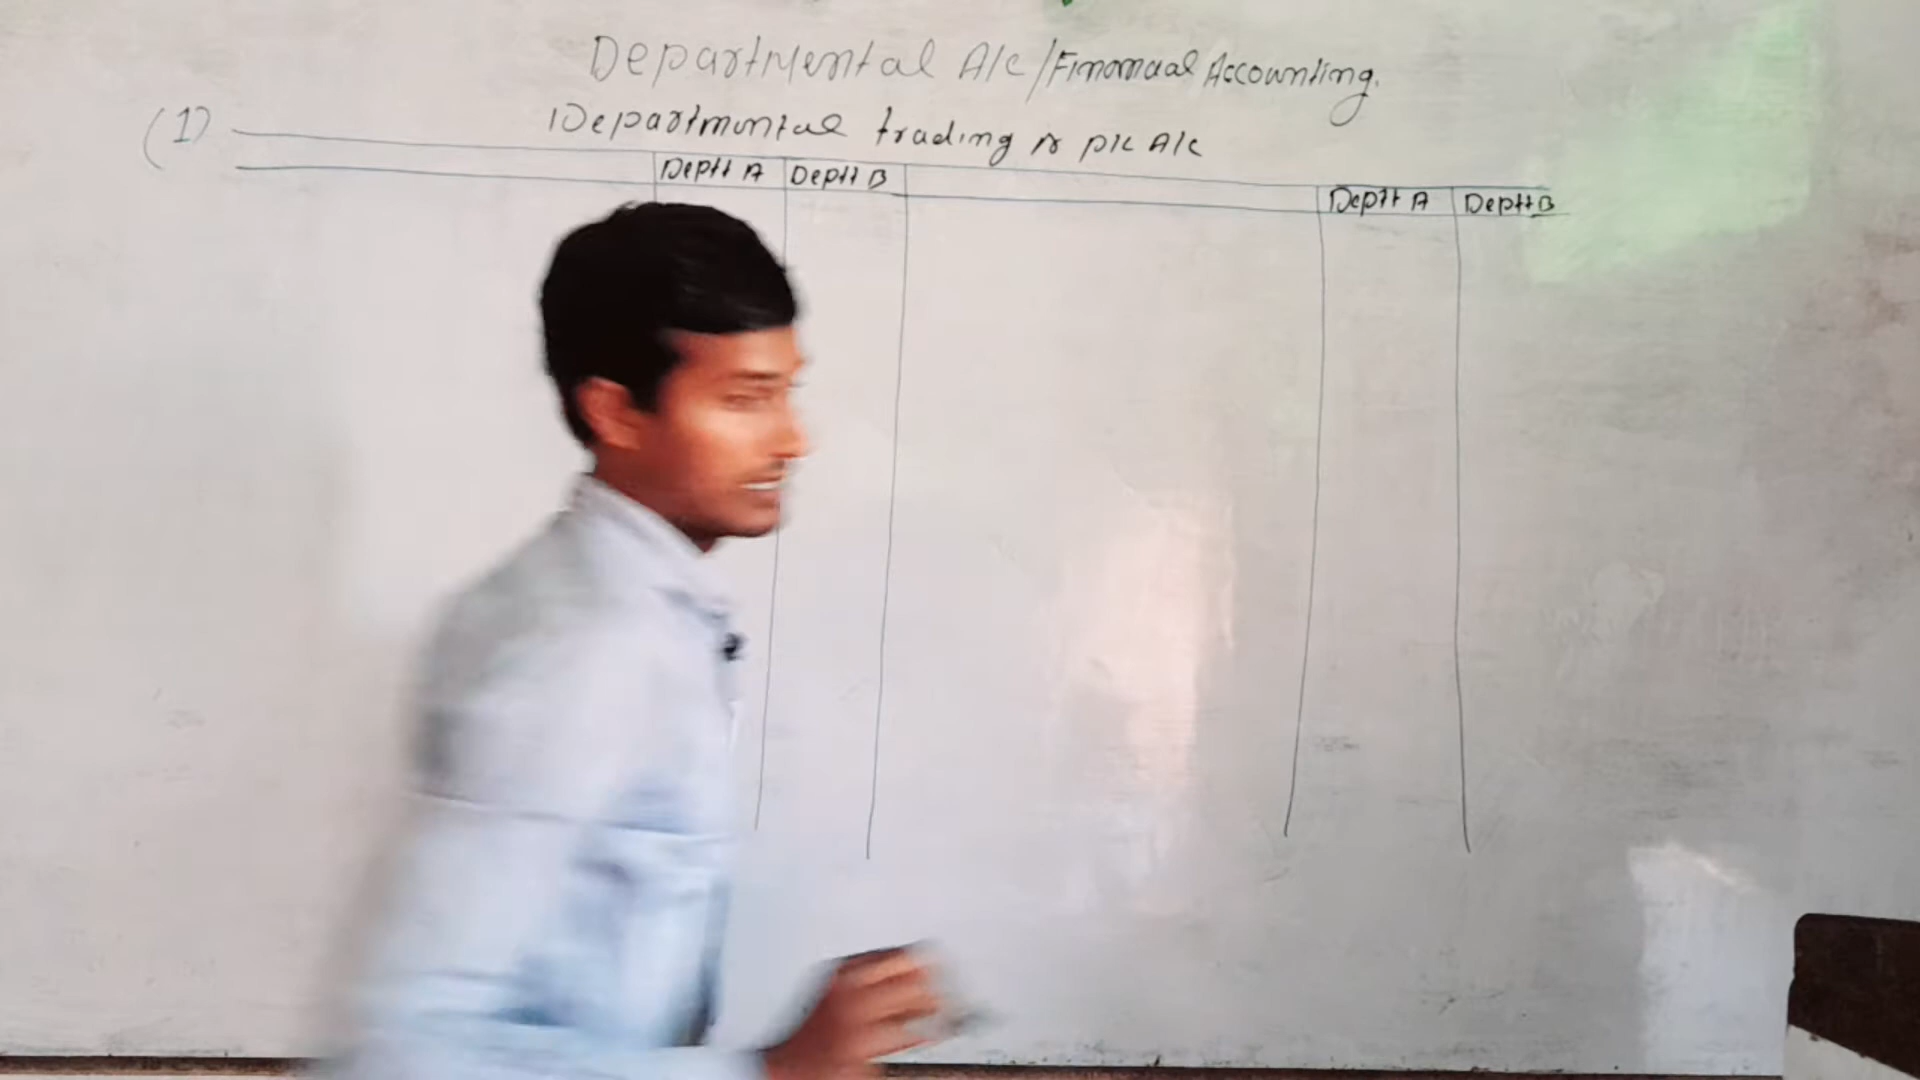 Departmental A/c / Financial Accounting.
(1) Departmental trading & P/L A/c
Deptt A Deptt B Deptt A Deptt B